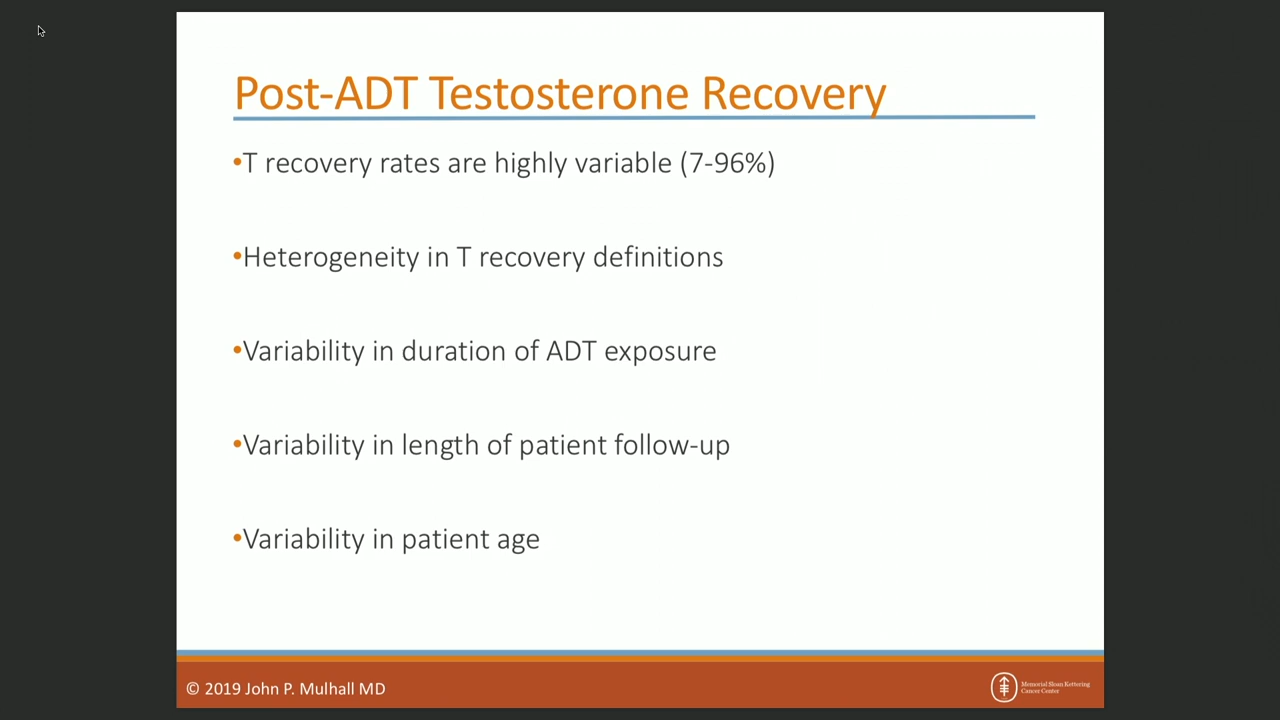 Post-ADT Testosterone Recovery
•T recovery rates are highly variable (7-96%)
•Heterogeneity in T recovery definitions
•Variability in duration of ADT exposure
•Variability in length of patient follow-up
•Variability in patient age
© 2019 John P. Mulhall MD
Memorial Sloan Kettering
Cancer Center